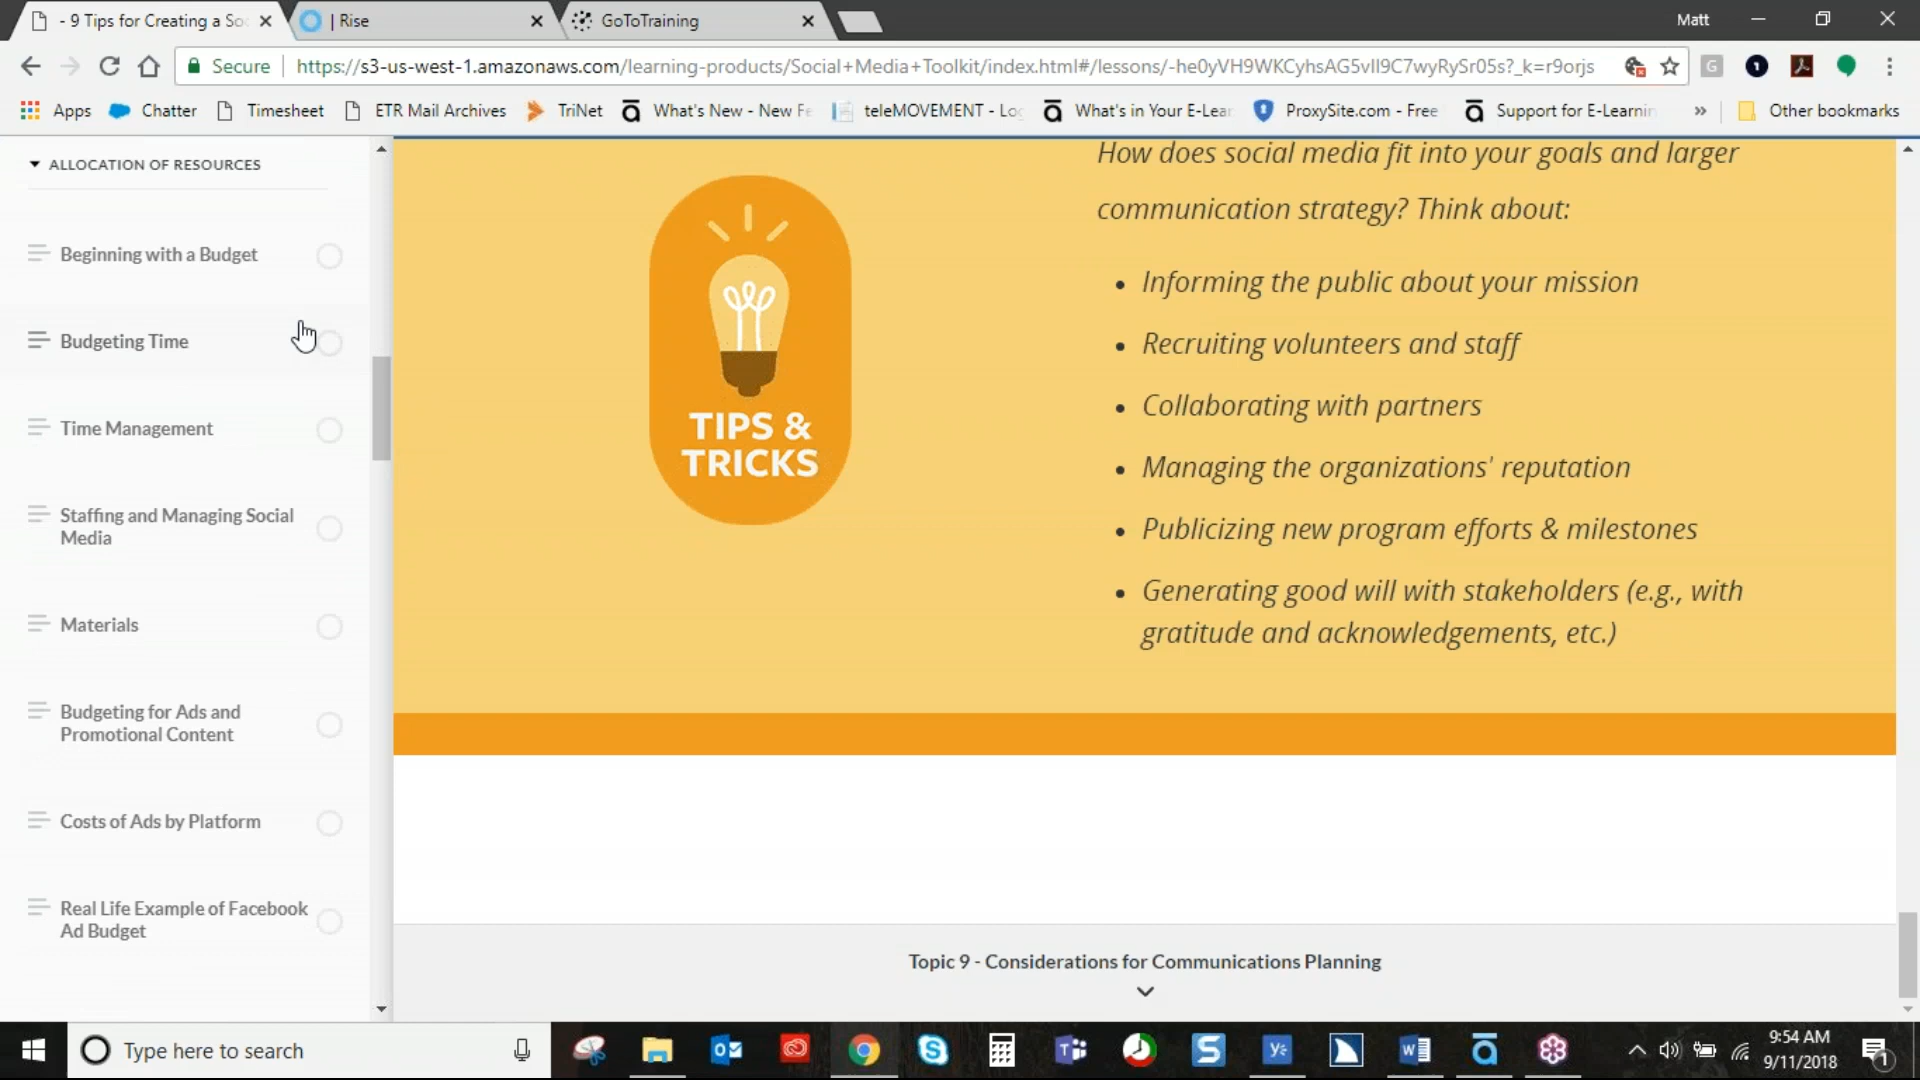 - 9 Tips for Creating a So
| Rise
GoToTraining
Matt
Secure
https://s3-us-west-1.amazonaws.com/learning-products/Social+Media+Toolkit/index.html#/lessons/-he0yVH9WKCyhsAG5vIl9C7wyRySr05s?_k=r9orjs
Apps
Chatter
Timesheet
ETR Mail Archives
TriNet
What's New - New Fe
teleMOVEMENT - Log
What's in Your E-Lear
ProxySite.com - Free
Support for E-Learnin
»
Other bookmarks
ALLOCATION OF RESOURCES
Beginning with a Budget
Budgeting Time
Time Management
Staffing and Managing Social
Media
Materials
Budgeting for Ads and
Promotional Content
Costs of Ads by Platform
Real Life Example of Facebook
Ad Budget
TIPS &
TRICKS
How does social media fit into your goals and larger
communication strategy? Think about:
• Informing the public about your mission
• Recruiting volunteers and staff
• Collaborating with partners
• Managing the organizations' reputation
• Publicizing new program efforts & milestones
• Generating good will with stakeholders (e.g., with
gratitude and acknowledgements, etc.)
Topic 9 - Considerations for Communications Planning
Type here to search
9:54 AM
9/11/2018
1